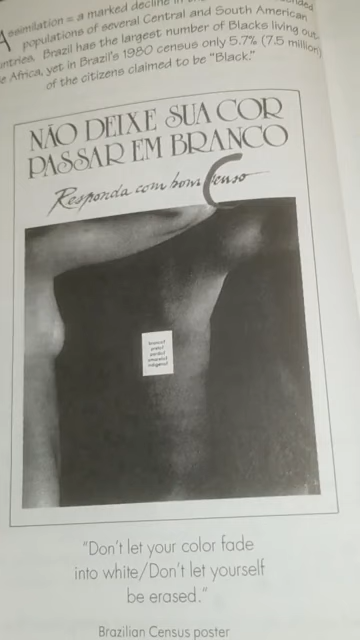 Assimilation = a marked decline in the
populations of several Central and South American
Brazil has the largest number of Blacks living out
Africa, yet in Brazil's 1980 census only 5.7% (7.5 million)
of the citizens claimed to be "Black."
NÃO DEIXE SUA COR
PASSAR EM BRANCO
Responda com bom Censo
"Don't let your color fade
into white/Don't let yourself
be erased."
Brazilian Census poster